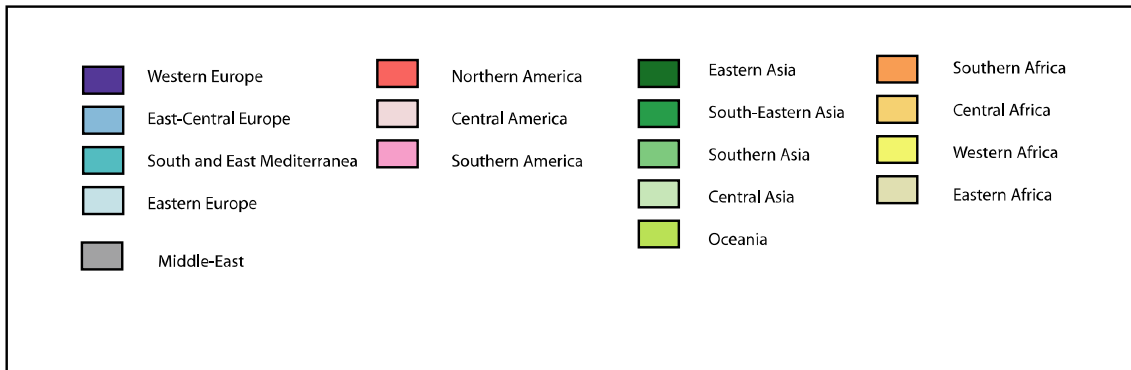 Western Europe
East-Central Europe
South and East Mediterranea
Eastern Europe
Middle-East
Northern America
Central America
Southern America
Eastern Asia
South-Eastern Asia
Southern Asia
Central Asia
Oceania
Southern Africa
Central Africa
Western Africa
Eastern Africa